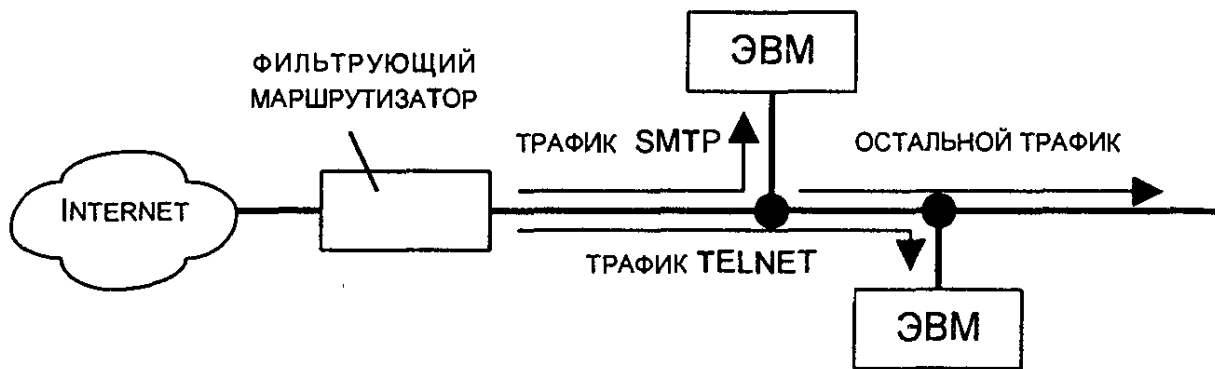 ЭВМ
ФИЛЬТРУЮЩИЙ
МАРШРУТИЗАТОР
ТРАФИК SMTP
ОСТАЛЬНОЙ ТРАФИК
INTERNET
ТРАФИК TELNET
ЭВМ